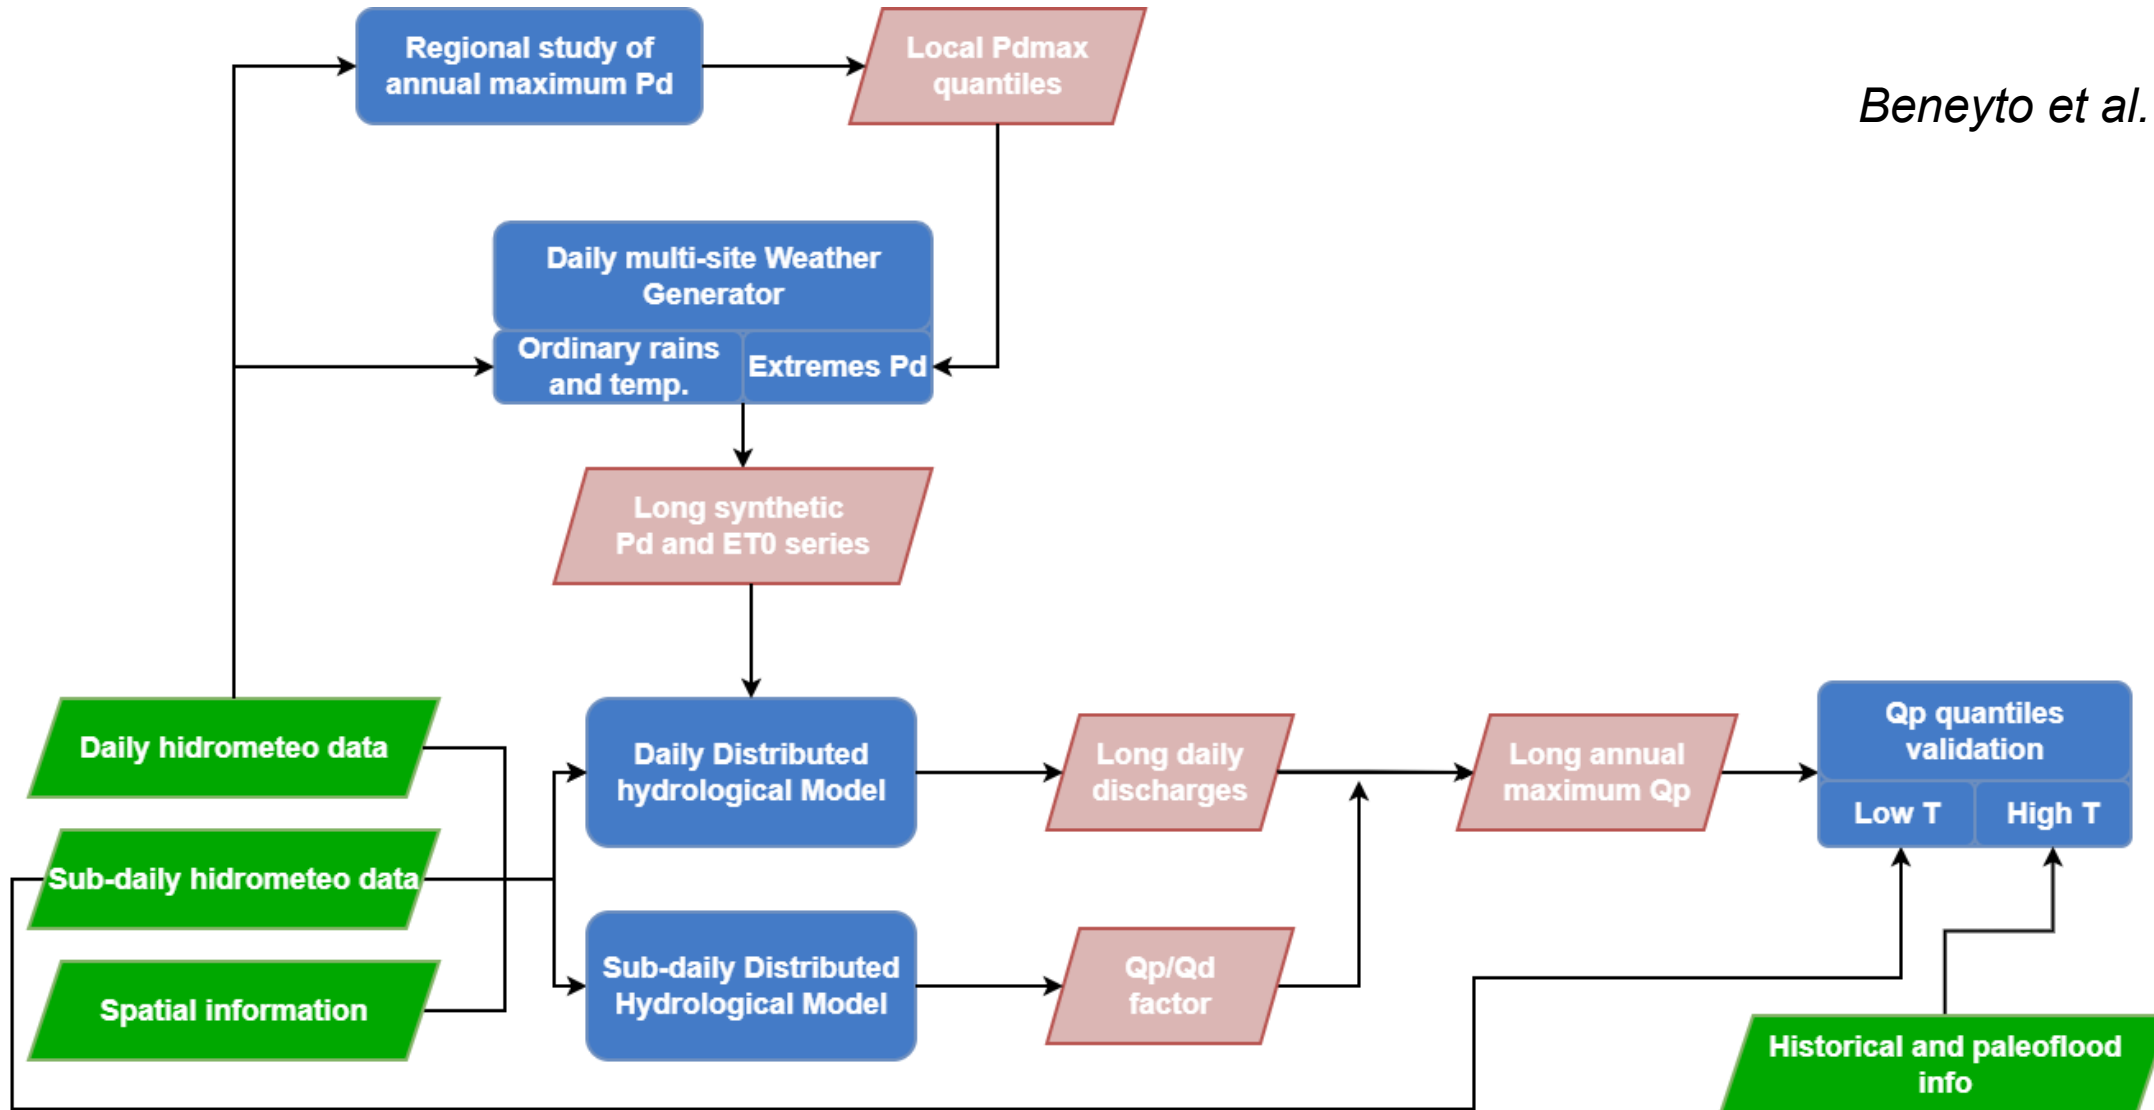 Regional study of
annual maximum Pd
Local Pdmax
quantiles
Beneyto et al.
Daily multi-site Weather
Generator
Ordinary rains
and temp.
Extremes Pd
Long synthetic
Pd and ET0 series
Daily hidrometeo data
Sub-daily hidrometeo data
Spatial information
Daily Distributed
hydrological Model
Sub-daily Distributed
Hydrological Model
Long daily
discharges
Qp/Qd
factor
Long annual
maximum Qp
Qp quantiles
validation
Low T
High T
Historical and paleoflood
info